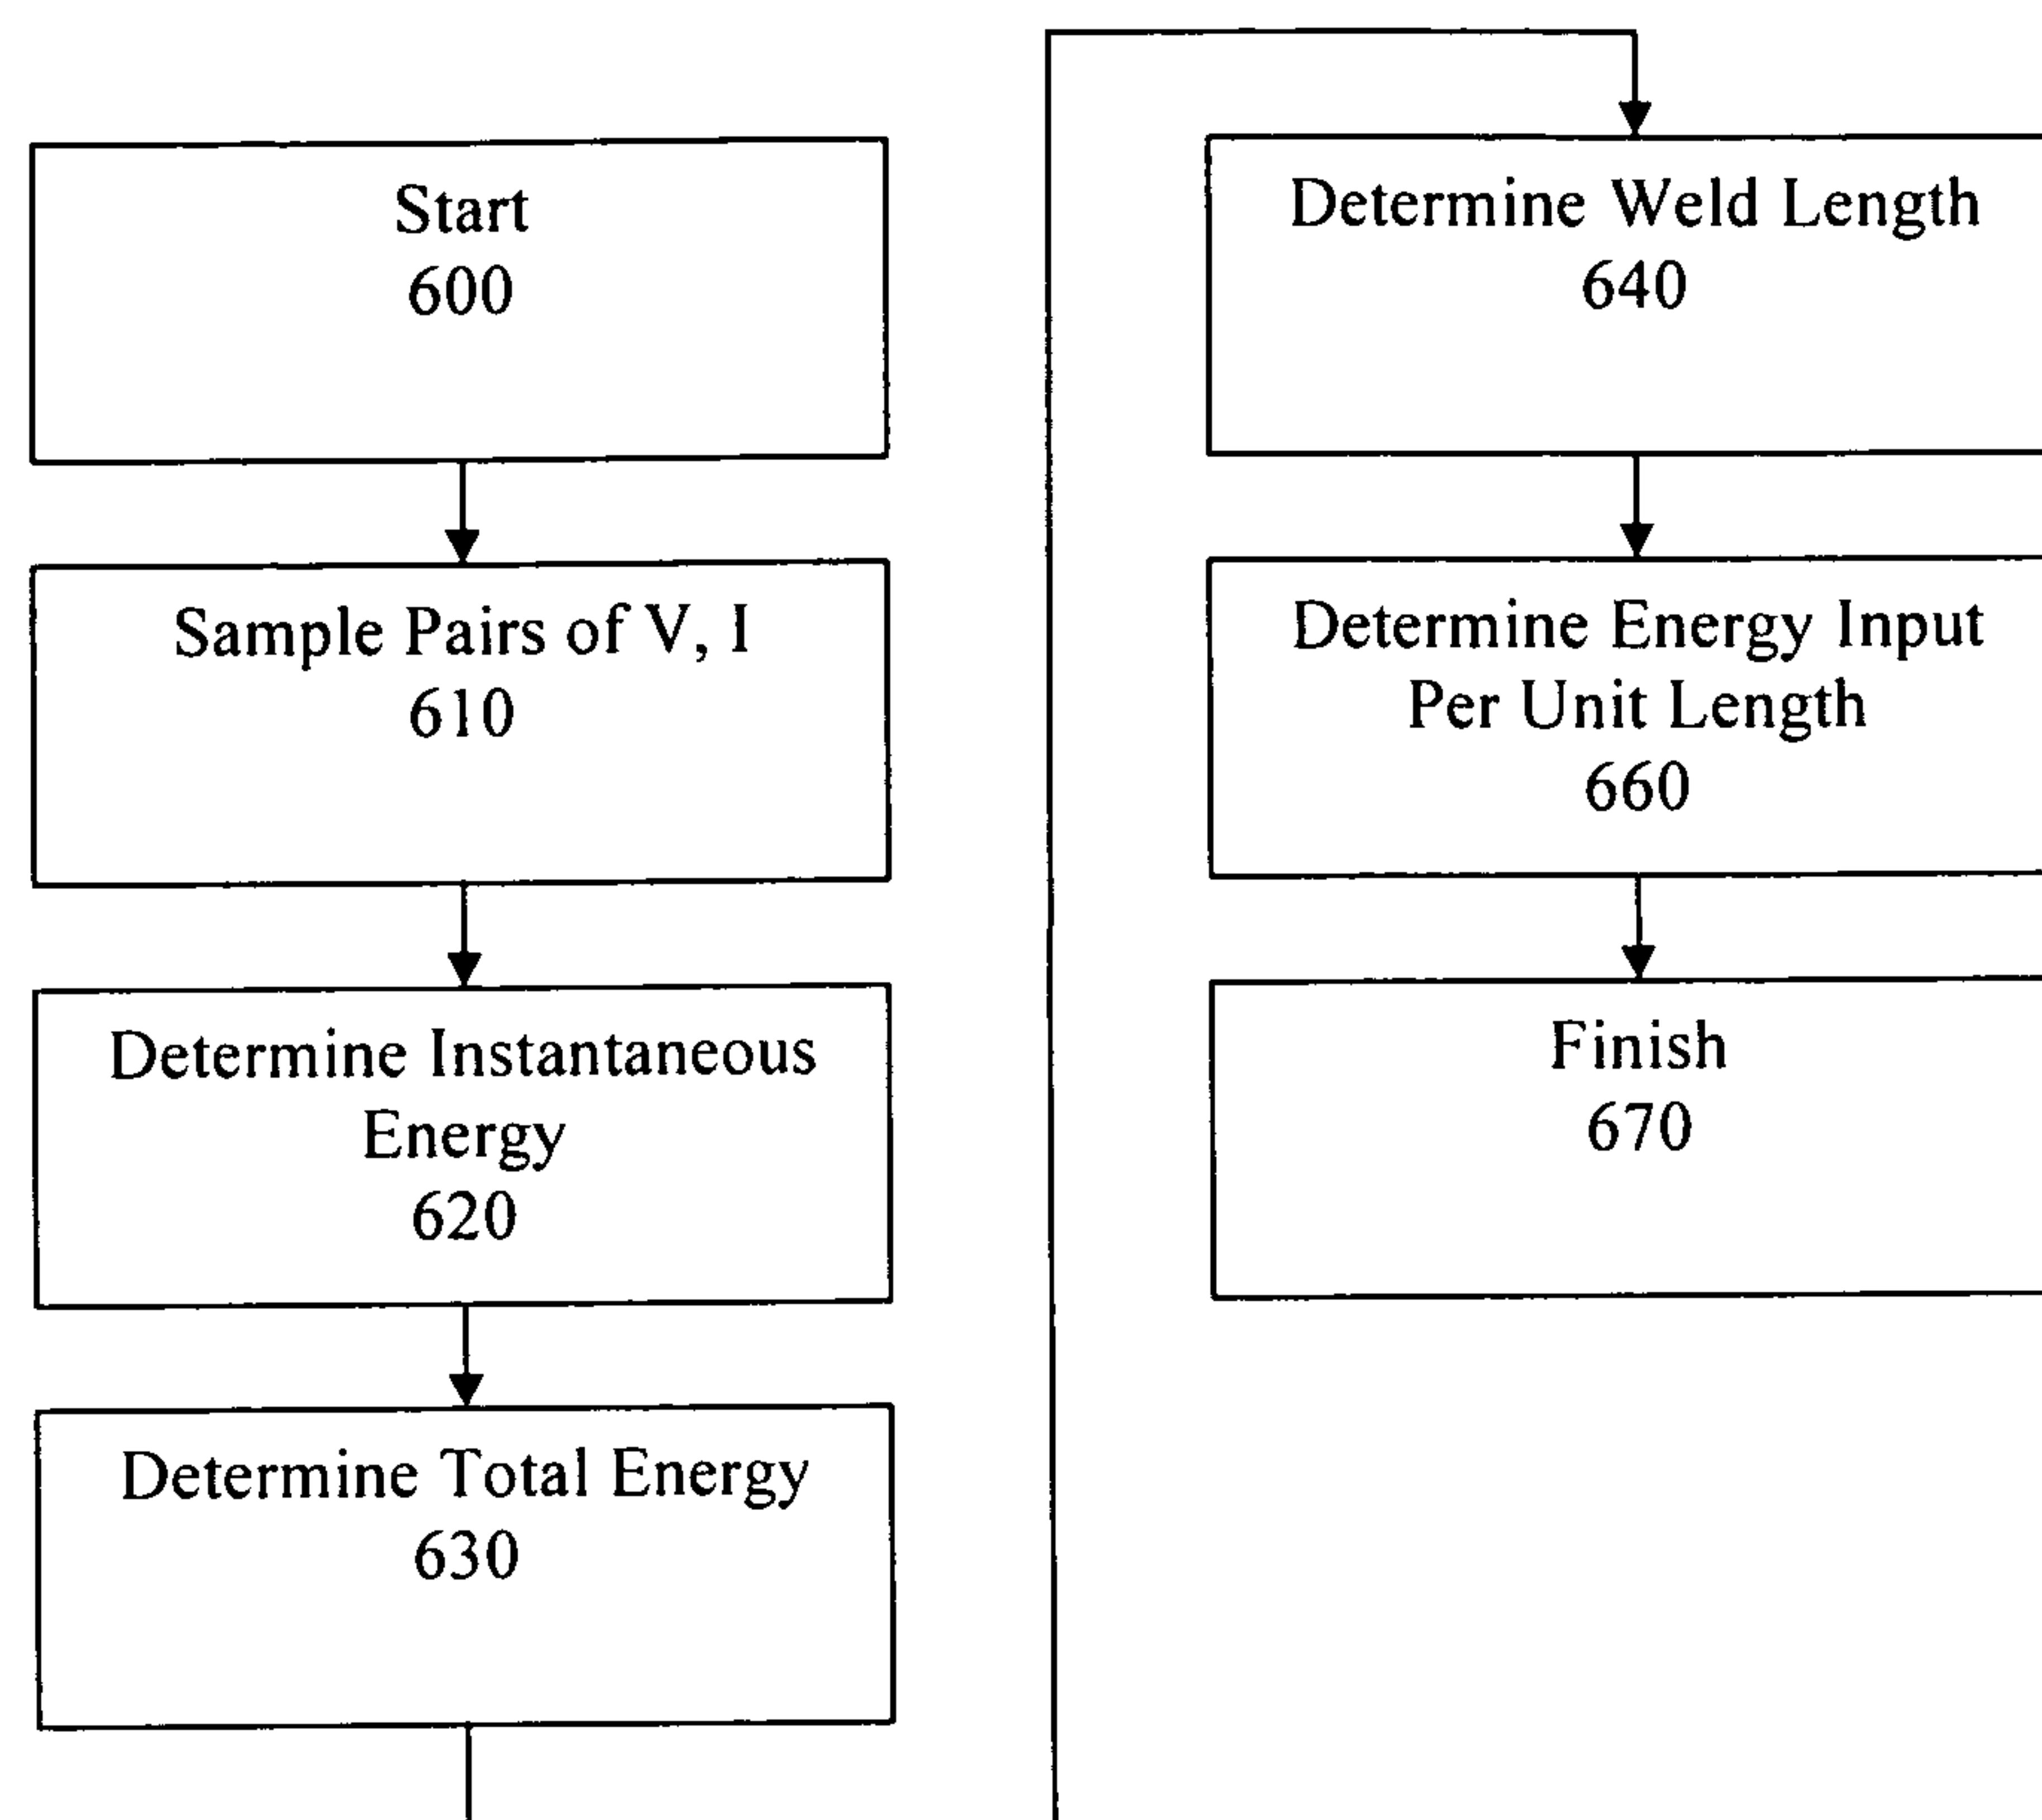 Start
600
Sample Pairs of V, I
610
Determine Instantaneous
Energy
620
Determine Total Energy
630
Determine Weld Length
640
Determine Energy Input
Per Unit Length
660
Finish
670